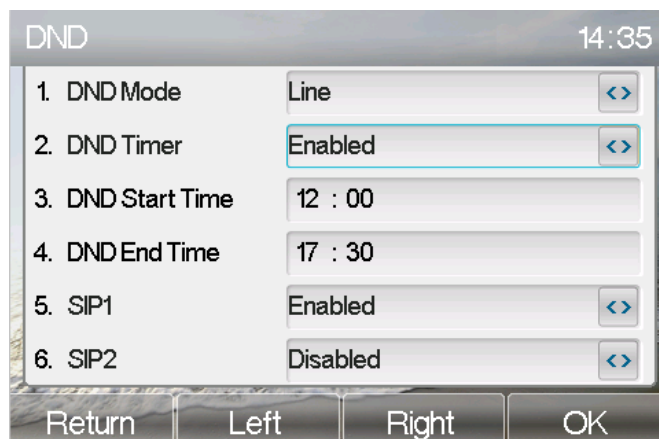 DND 14:35
1. DND Mode Line
2. DND Timer Enabled
3. DND Start Time 12 : 00
4. DND End Time 17 : 30
5. SIP1 Enabled
6. SIP2 Disabled
Return Left Right OK